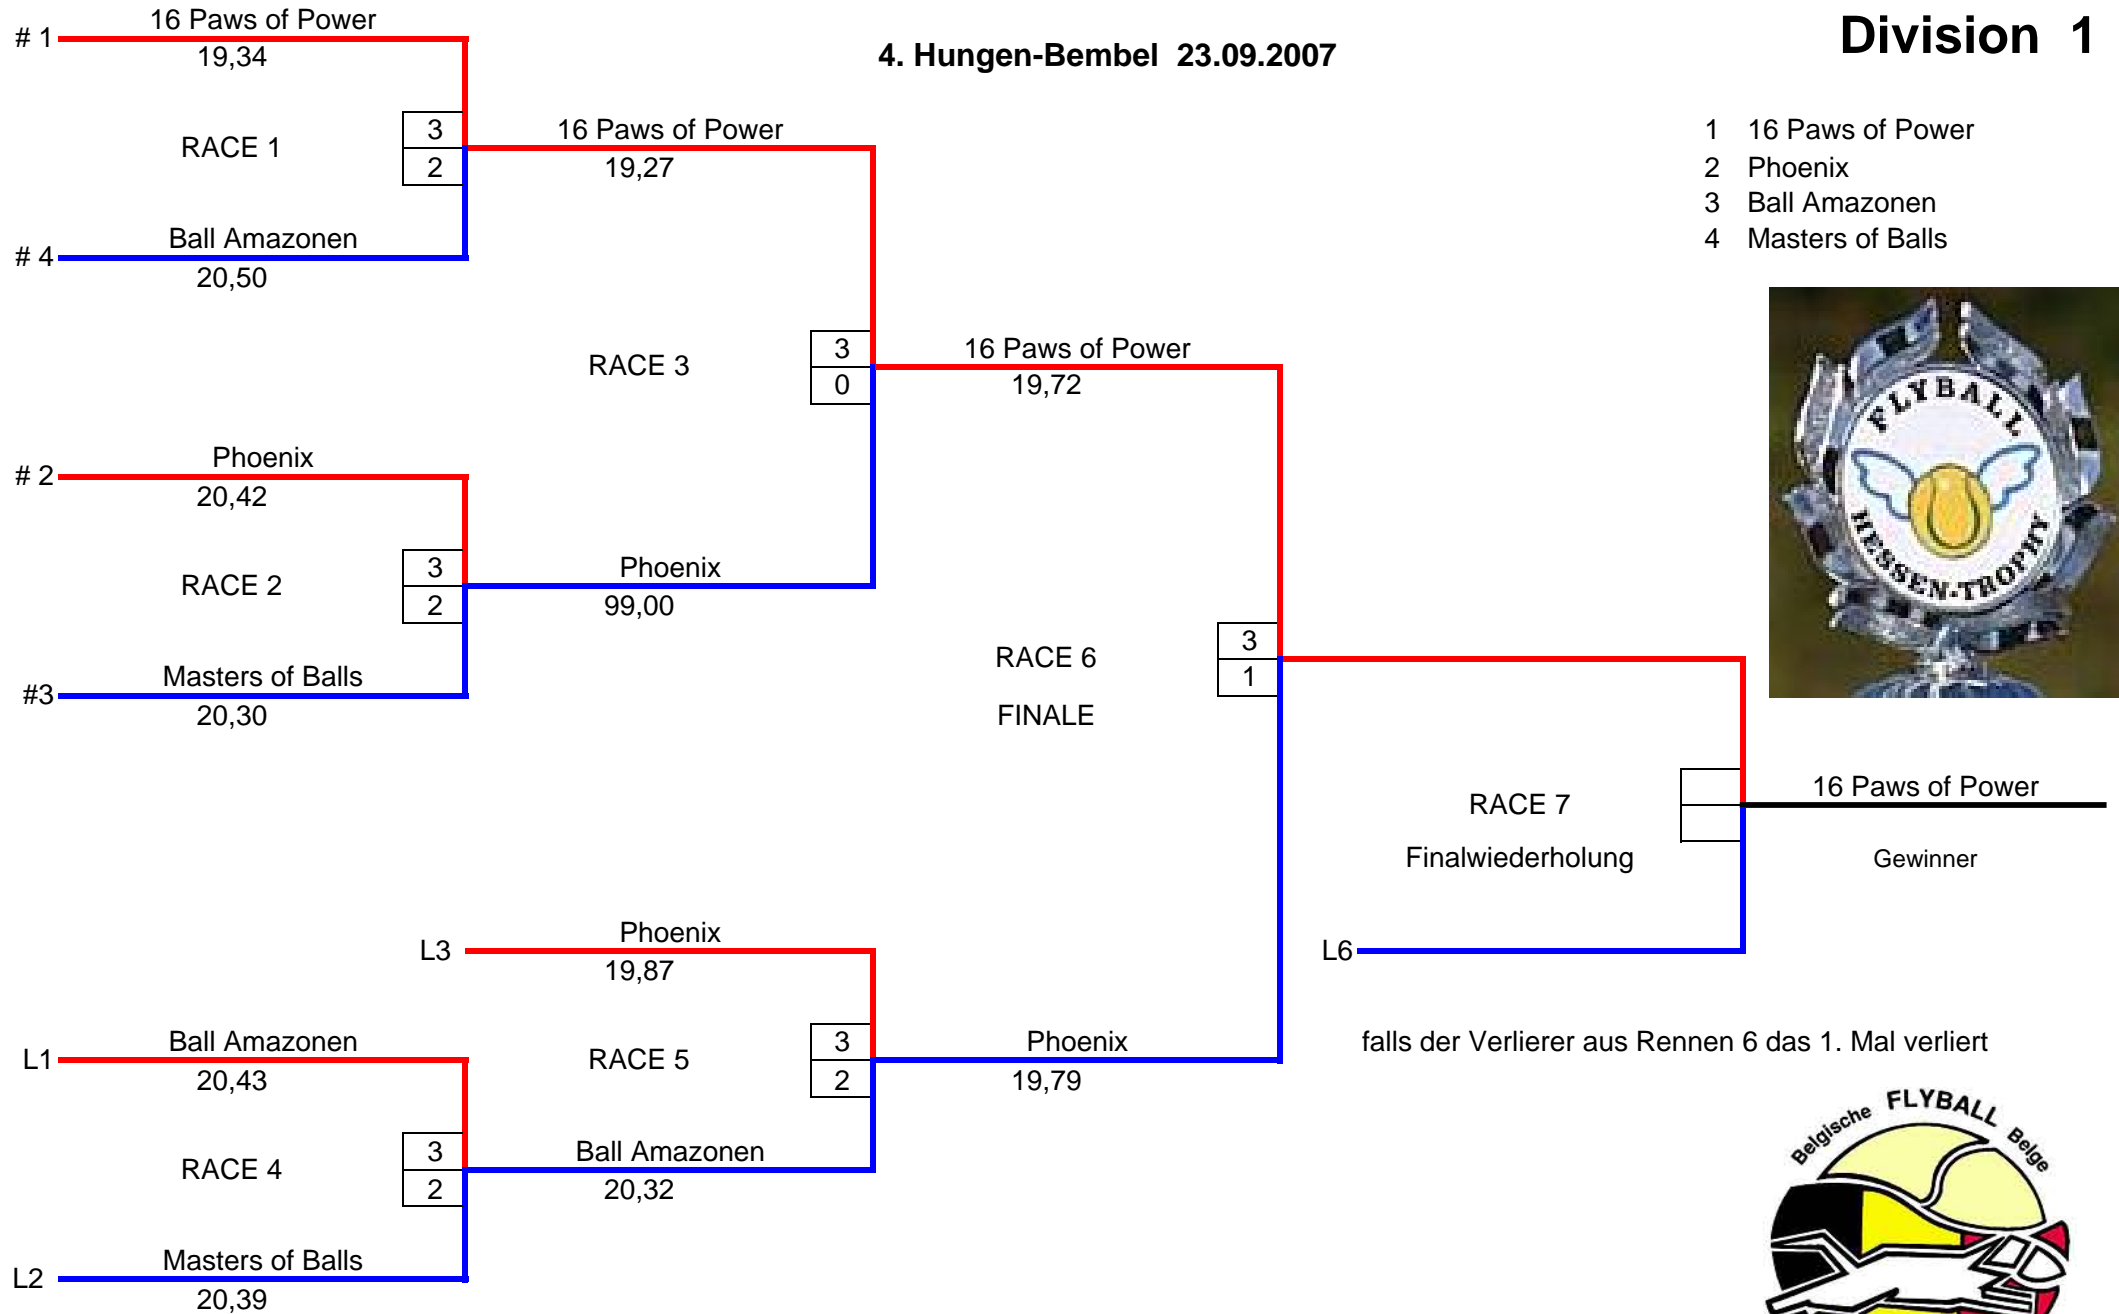 Division 1
4. Hungen-Bembel 23.09.2007
# 1
16 Paws of Power
19,34
RACE 1
3
2
# 4
Ball Amazonen
20,50
16 Paws of Power
19,27
1 16 Paws of Power
2 Phoenix
3 Ball Amazonen
4 Masters of Balls
RACE 3
3
0
16 Paws of Power
19,72
FLYBALL
HESSEN-TROPHY
# 2
Phoenix
20,42
RACE 2
3
2
Phoenix
99,00
#3
Masters of Balls
20,30
RACE 6
FINALE
3
1
RACE 7
Finalwiederholung
16 Paws of Power
Gewinner
L3
Phoenix
19,87
L6
L1
Ball Amazonen
20,43
RACE 5
3
2
Phoenix
19,79
falls der Verlierer aus Rennen 6 das 1. Mal verliert
RACE 4
3
2
Ball Amazonen
20,32
L2
Masters of Balls
20,39
Belgische FLYBALL Belge